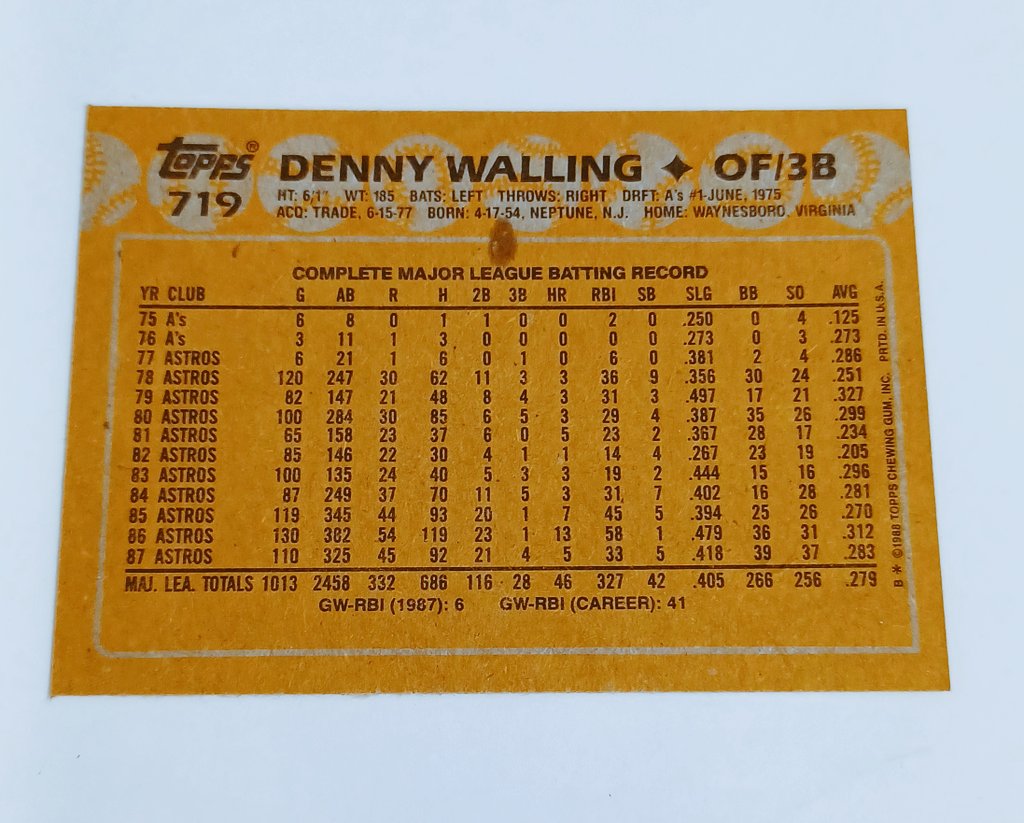 Topps® DENNY WALLING ✦ OF/3B
719 HT: 6'1" WT: 185 BATS: LEFT THROWS: RIGHT DRFT: A's #1-JUNE, 1975
ACQ: TRADE, 6-15-77 BORN: 4-17-54, NEPTUNE, N.J. HOME: WAYNESBORO, VIRGINIA
COMPLETE MAJOR LEAGUE BATTING RECORD
YR CLUB G AB R H 2B 3B HR RBI SB SLG BB SO AVG
75 A's 6 8 0 1 1 0 0 2 0 .250 0 4 .125
76 A's 3 11 1 3 0 0 0 0 0 .273 0 3 .273
77 ASTROS 6 21 1 6 0 1 0 6 0 .381 2 4 .286
78 ASTROS 120 247 30 62 11 3 3 36 9 .356 30 24 .251
79 ASTROS 82 147 21 48 8 4 3 31 3 .497 17 21 .327
80 ASTROS 100 284 30 85 6 5 3 29 4 .387 35 26 .299
81 ASTROS 65 158 23 37 6 0 5 23 2 .367 28 17 .234
82 ASTROS 85 146 22 30 4 1 1 14 4 .267 23 19 .205
83 ASTROS 100 135 24 40 5 3 3 19 2 .444 15 16 .296
84 ASTROS 87 249 37 70 11 5 3 31 7 .402 16 28 .281
85 ASTROS 119 345 44 93 20 1 7 45 5 .394 25 26 .270
86 ASTROS 130 382 54 119 23 1 13 58 1 .479 36 31 .312
87 ASTROS 110 325 45 92 21 4 5 33 5 .418 39 37 .283
MAJ. LEA. TOTALS 1013 2458 332 686 116 28 46 327 42 .405 266 256 .279
GW-RBI (1987): 6 GW-RBI (CAREER): 41
B * ©1988 TOPPS CHEWING GUM, INC. PRTD. IN U.S.A.